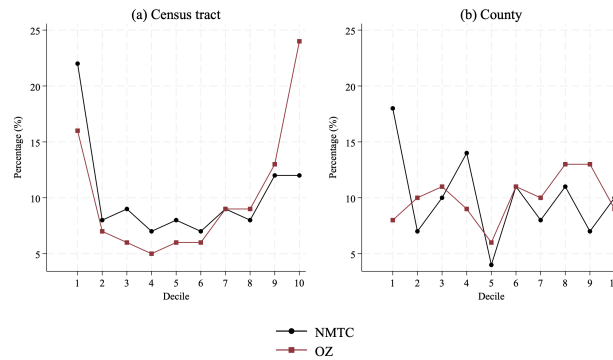 (a) Census tract
(b) County
25
20
15
10
5
Percentage (%)
1 2 3 4 5 6 7 8 9 10
Decile
25
20
15
10
5
Percentage (%)
1 2 3 4 5 6 7 8 9 1
Decile
NMTC
OZ